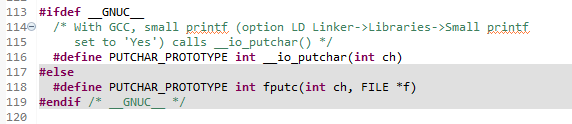 113 #ifdef __GNUC__
114 /* With GCC, small printf (option LD Linker->Libraries->Small printf
115 set to 'Yes') calls __io_putchar() */
116 #define PUTCHAR_PROTOTYPE int __io_putchar(int ch)
117 #else
118 #define PUTCHAR_PROTOTYPE int fputc(int ch, FILE *f)
119 #endif /* __GNUC__ */
120